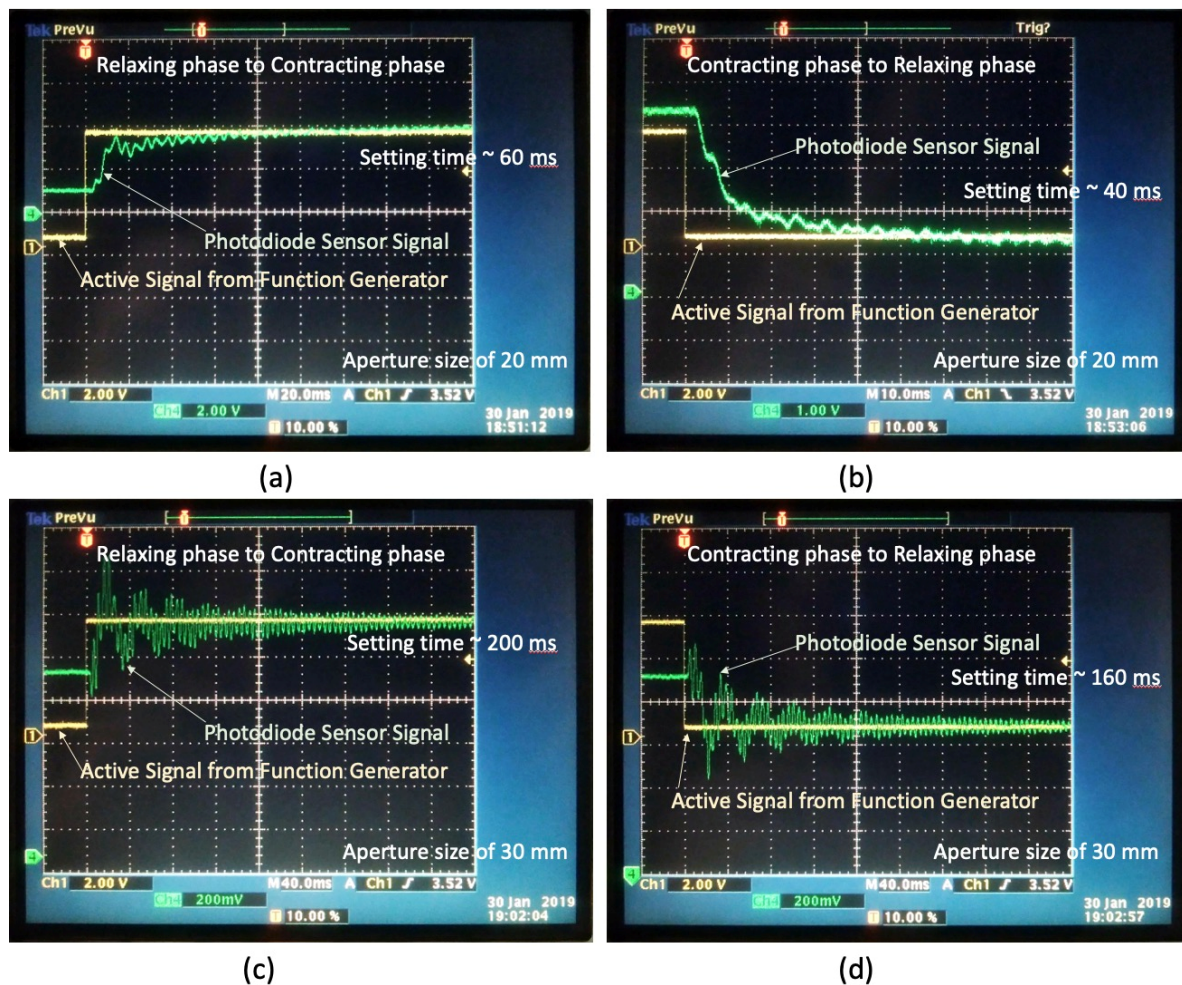 Tek PreVu
T
Relaxing phase to Contracting phase
Setting time ~ 60 ms
4
Photodiode Sensor Signal
1
Active Signal from Function Generator
Aperture size of 20 mm
Ch1 2.00 V M 20.0ms A Ch1 3.52 V
Ch4 2.00 V
T 10.00 %
30 Jan 2019
18:51:12
(a)
Tek PreVu Trig?
T
Contracting phase to Relaxing phase
Photodiode Sensor Signal
Setting time ~ 40 ms
1
4
Active Signal from Function Generator
Aperture size of 20 mm
Ch1 2.00 V M 10.0ms A Ch1 3.52 V
Ch4 1.00 V
T 10.00 %
30 Jan 2019
18:53:06
(b)
Tek PreVu
T
Relaxing phase to Contracting phase
Setting time ~ 200 ms
Photodiode Sensor Signal
1
Active Signal from Function Generator
Aperture size of 30 mm
4
Ch1 2.00 V M 40.0ms A Ch1 3.52 V
Ch4 200mV
T 10.00 %
30 Jan 2019
19:02:04
(c)
Tek PreVu
T
Contracting phase to Relaxing phase
Photodiode Sensor Signal
Setting time ~ 160 ms
1
Active Signal from Function Generator
Aperture size of 30 mm
4
Ch1 2.00 V M 40.0ms A Ch1 3.52 V
Ch4 200mV
T 10.00 %
30 Jan 2019
19:02:57
(d)